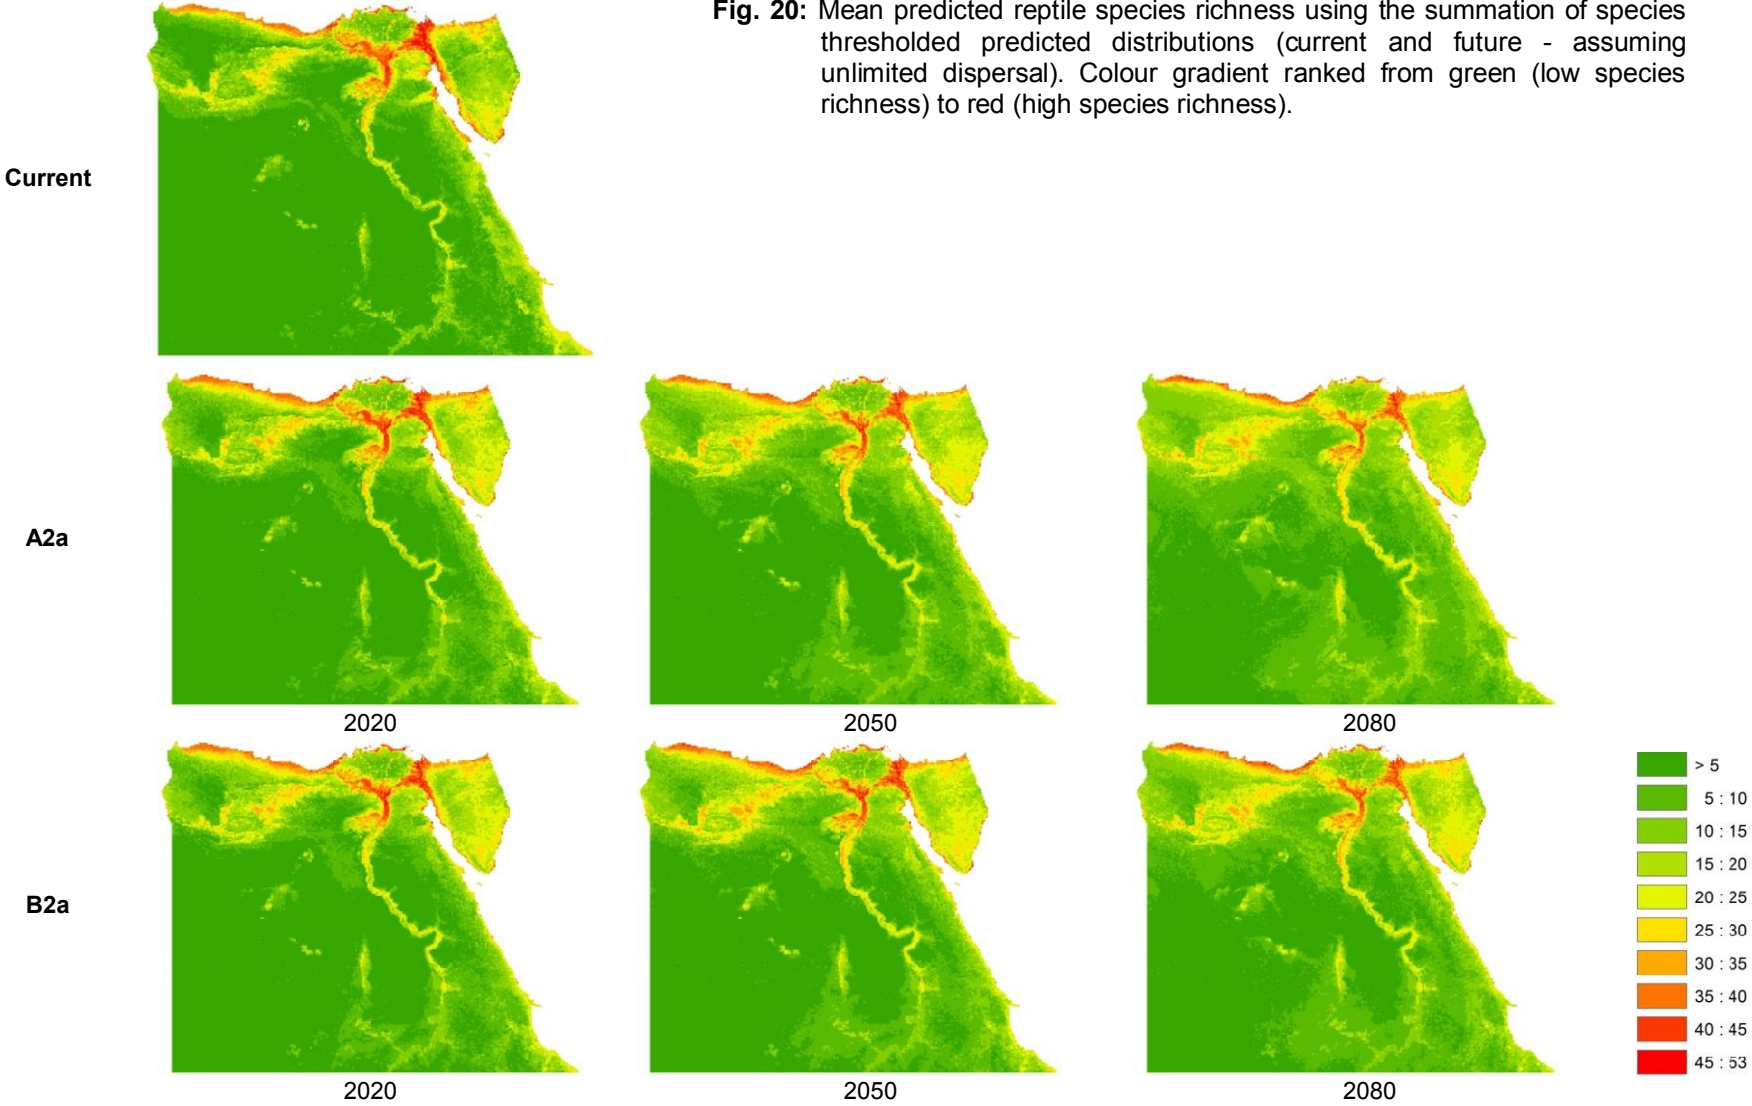 Fig. 20: Mean predicted reptile species richness using the summation of species
thresholded predicted distributions (current and future - assuming
unlimited dispersal). Colour gradient ranked from green (low species
richness) to red (high species richness).
Current
A2a
2020
2050
2080
B2a
2020
2050
2080
> 5
5 : 10
10 : 15
15 : 20
20 : 25
25 : 30
30 : 35
35 : 40
40 : 45
45 : 53